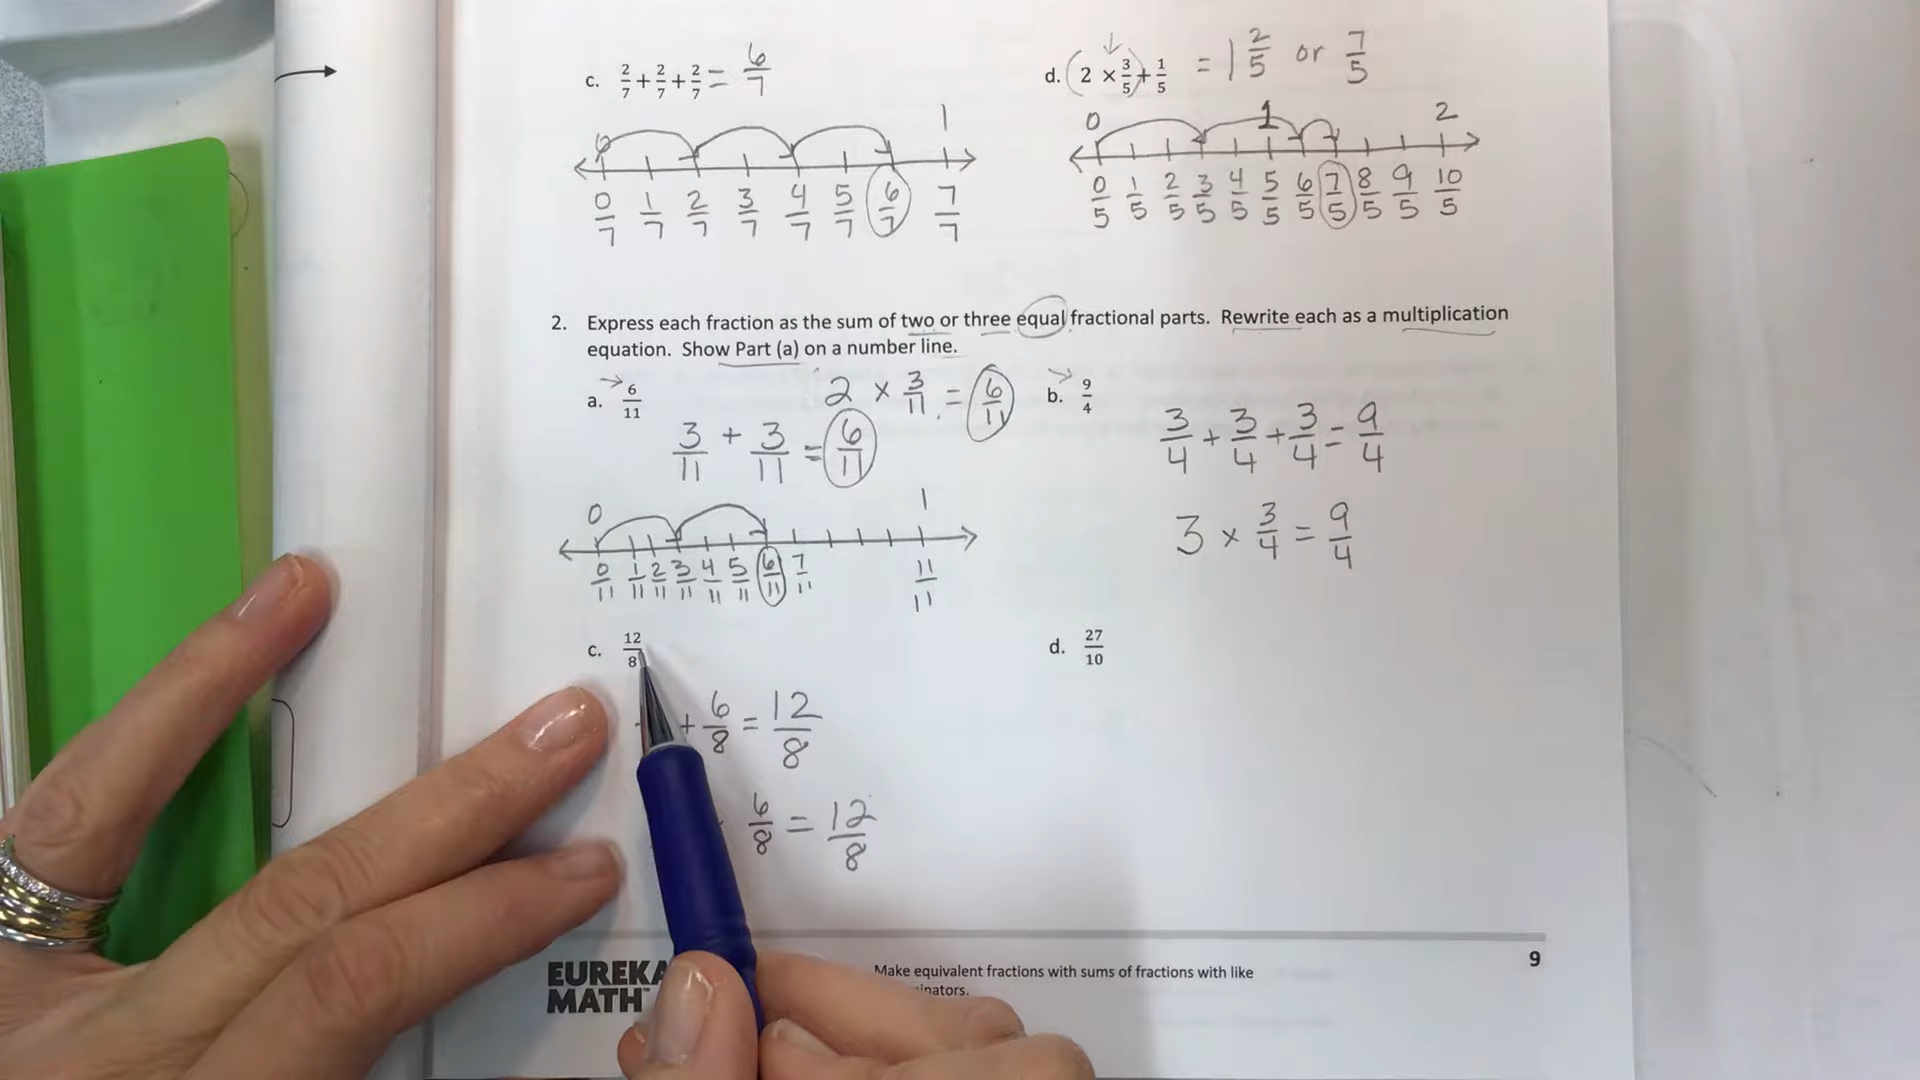 c. 2/7 + 2/7 + 2/7 = 6/7
0 1
0/7 1/7 2/7 3/7 4/7 5/7 6/7 7/7
d. (2 × 3/5) + 1/5 = 1 2/5 or 7/5
0 1 2
0/5 1/5 2/5 3/5 4/5 5/5 6/5 7/5 8/5 9/5 10/5
2. Express each fraction as the sum of two or three equal fractional parts. Rewrite each as a multiplication
equation. Show Part (a) on a number line.
a. 6/11
2 × 3/11 = 6/11
3/11 + 3/11 = 6/11
0 1
0/11 1/11 2/11 3/11 4/11 5/11 6/11 7/11 11/11
b. 9/4
3/4 + 3/4 + 3/4 = 9/4
3 × 3/4 = 9/4
c. 12/8
+ 6/8 = 12/8
6/8 = 12/8
d. 27/10
EUREKA
MATH™
Make equivalent fractions with sums of fractions with like
9